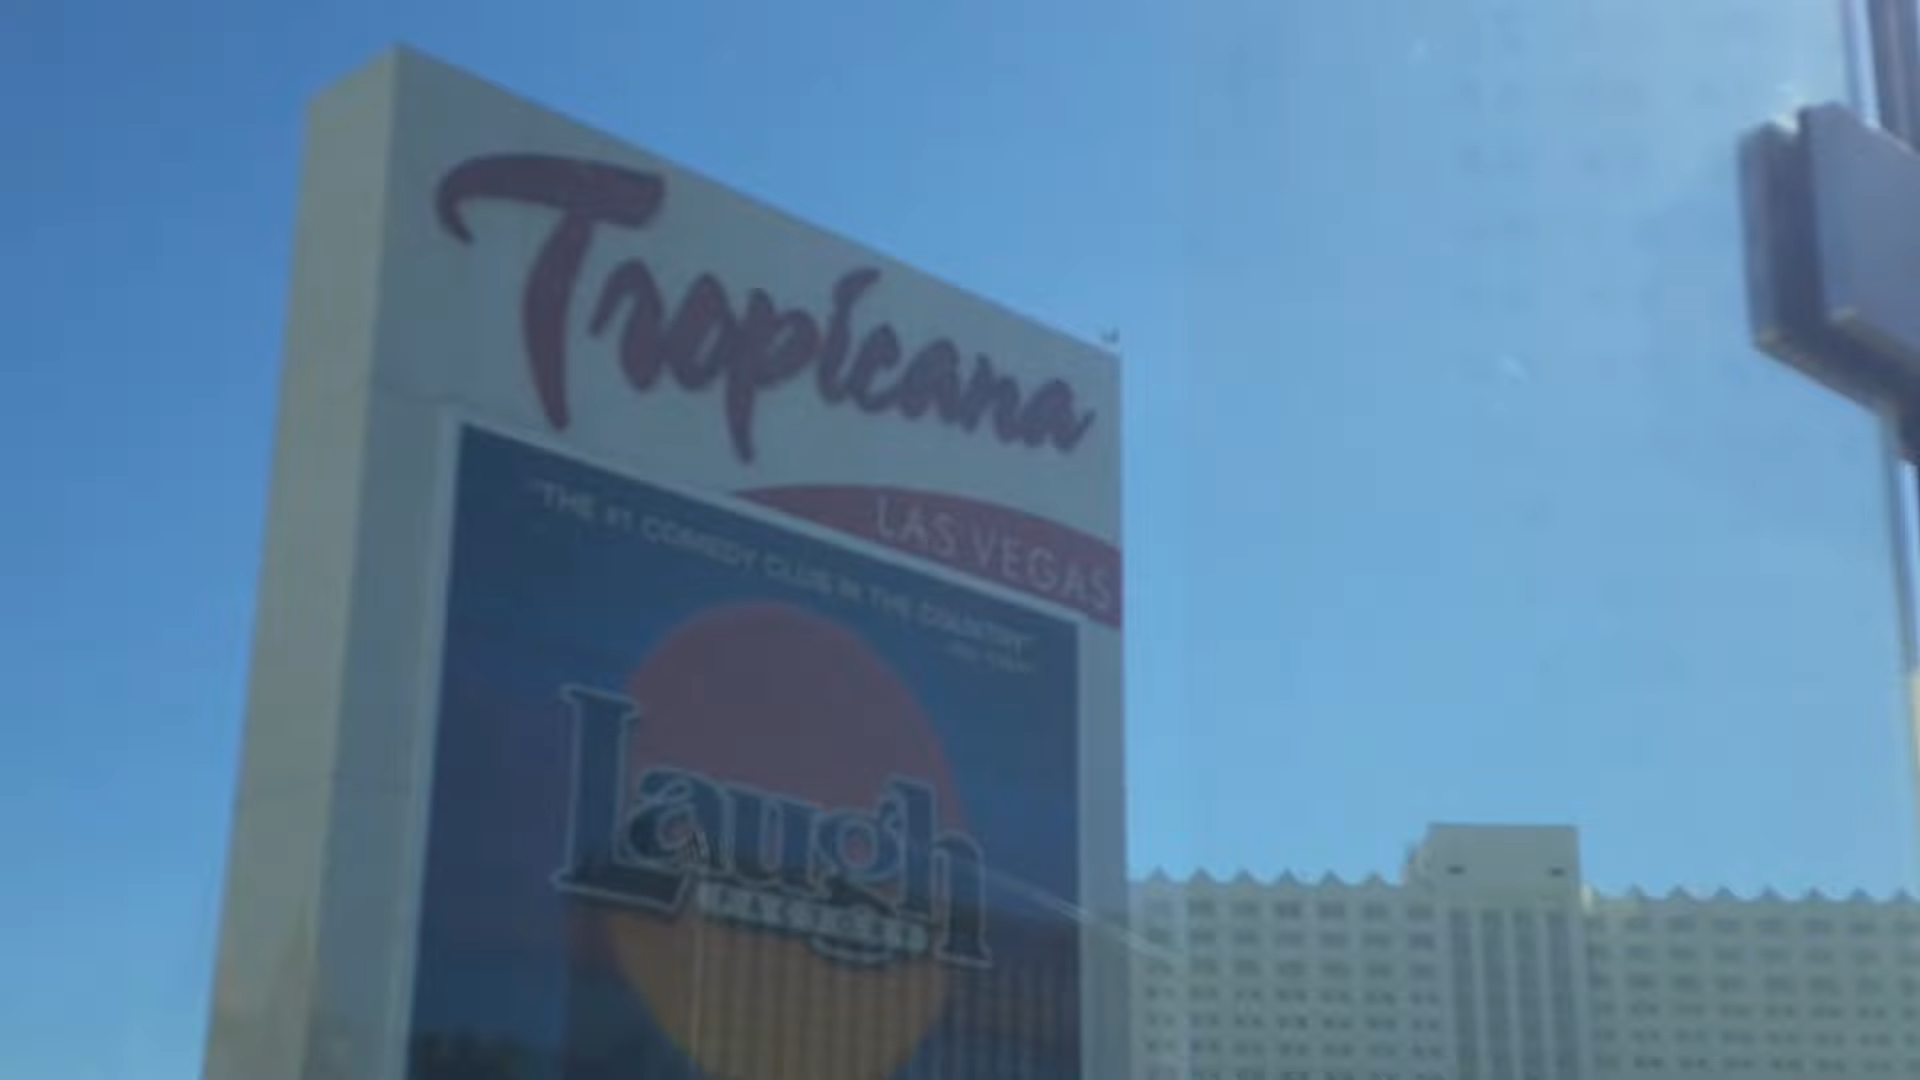 Tropicana
LAS VEGAS
"THE #1 COMEDY CLUB IN THE COUNTRY"
Laugh